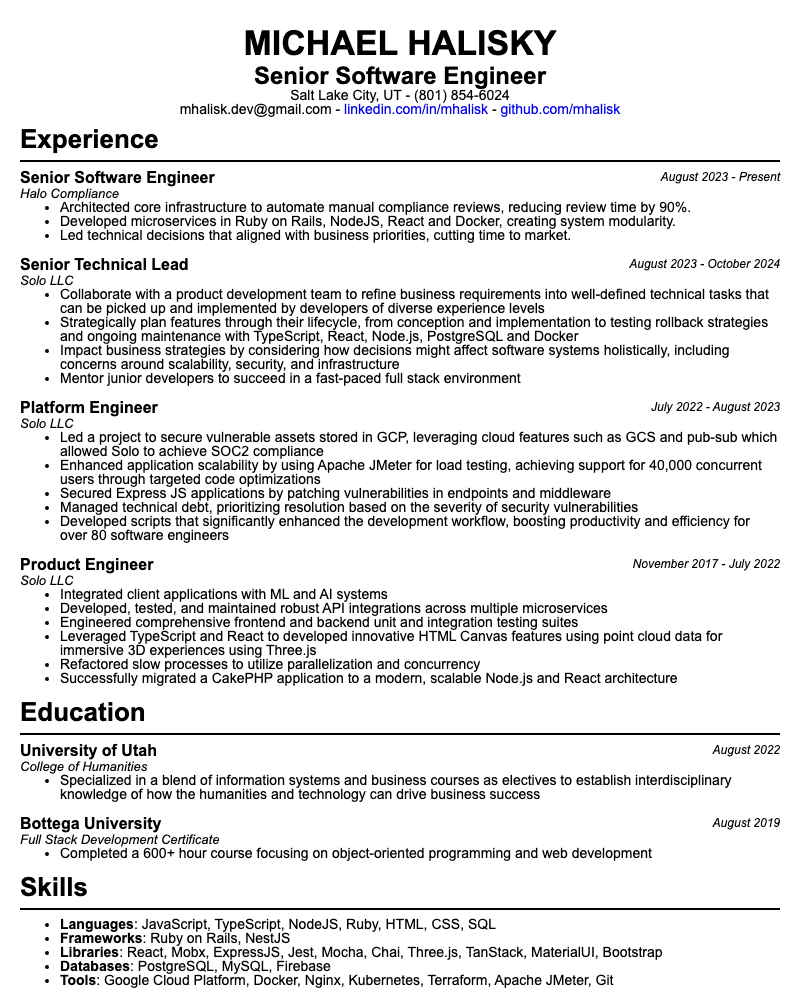 MICHAEL HALISKY
Senior Software Engineer
Salt Lake City, UT - (801) 854-6024
mhalisk.dev@gmail.com - linkedin.com/in/mhalisk - github.com/mhalisk
Experience
Senior Software Engineer August 2023 - Present
Halo Compliance
• Architected core infrastructure to automate manual compliance reviews, reducing review time by 90%.
• Developed microservices in Ruby on Rails, NodeJS, React and Docker, creating system modularity.
• Led technical decisions that aligned with business priorities, cutting time to market.
Senior Technical Lead August 2023 - October 2024
Solo LLC
• Collaborate with a product development team to refine business requirements into well-defined technical tasks that
can be picked up and implemented by developers of diverse experience levels
• Strategically plan features through their lifecycle, from conception and implementation to testing rollback strategies
and ongoing maintenance with TypeScript, React, Node.js, PostgreSQL and Docker
• Impact business strategies by considering how decisions might affect software systems holistically, including
concerns around scalability, security, and infrastructure
• Mentor junior developers to succeed in a fast-paced full stack environment
Platform Engineer July 2022 - August 2023
Solo LLC
• Led a project to secure vulnerable assets stored in GCP, leveraging cloud features such as GCS and pub-sub which
allowed Solo to achieve SOC2 compliance
• Enhanced application scalability by using Apache JMeter for load testing, achieving support for 40,000 concurrent
users through targeted code optimizations
• Secured Express JS applications by patching vulnerabilities in endpoints and middleware
• Managed technical debt, prioritizing resolution based on the severity of security vulnerabilities
• Developed scripts that significantly enhanced the development workflow, boosting productivity and efficiency for
over 80 software engineers
Product Engineer November 2017 - July 2022
Solo LLC
• Integrated client applications with ML and AI systems
• Developed, tested, and maintained robust API integrations across multiple microservices
• Engineered comprehensive frontend and backend unit and integration testing suites
• Leveraged TypeScript and React to developed innovative HTML Canvas features using point cloud data for
immersive 3D experiences using Three.js
• Refactored slow processes to utilize parallelization and concurrency
• Successfully migrated a CakePHP application to a modern, scalable Node.js and React architecture
Education
University of Utah August 2022
College of Humanities
• Specialized in a blend of information systems and business courses as electives to establish interdisciplinary
knowledge of how the humanities and technology can drive business success
Bottega University August 2019
Full Stack Development Certificate
• Completed a 600+ hour course focusing on object-oriented programming and web development
Skills
• Languages: JavaScript, TypeScript, NodeJS, Ruby, HTML, CSS, SQL
• Frameworks: Ruby on Rails, NestJS
• Libraries: React, Mobx, ExpressJS, Jest, Mocha, Chai, Three.js, TanStack, MaterialUI, Bootstrap
• Databases: PostgreSQL, MySQL, Firebase
• Tools: Google Cloud Platform, Docker, Nginx, Kubernetes, Terraform, Apache JMeter, Git